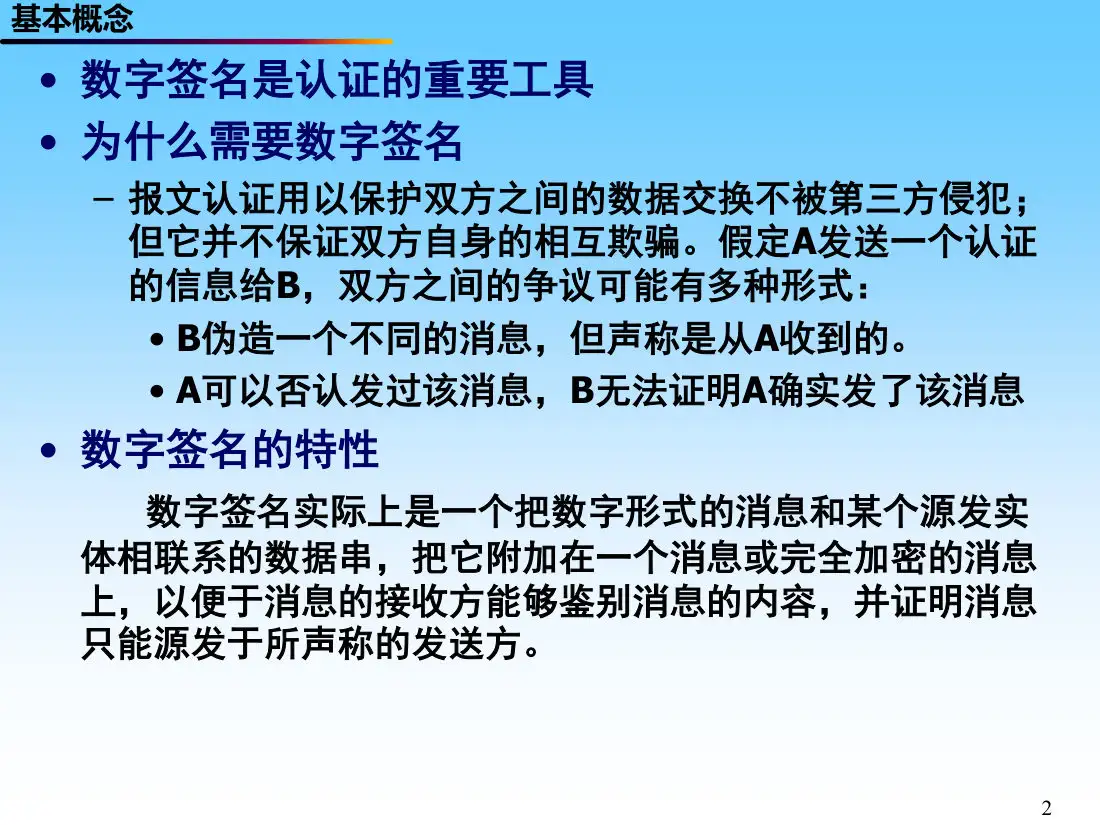 基本概念
• 数字签名是认证的重要工具
• 为什么需要数字签名
– 报文认证用以保护双方之间的数据交换不被第三方侵犯；
但它并不保证双方自身的相互欺骗。假定A发送一个认证
的信息给B，双方之间的争议可能有多种形式：
• B伪造一个不同的消息，但声称是从A收到的。
• A可以否认发过该消息，B无法证明A确实发了该消息
• 数字签名的特性
数字签名实际上是一个把数字形式的消息和某个源发实
体相联系的数据串，把它附加在一个消息或完全加密的消息
上，以便于消息的接收方能够鉴别消息的内容，并证明消息
只能源发于所声称的发送方。
2